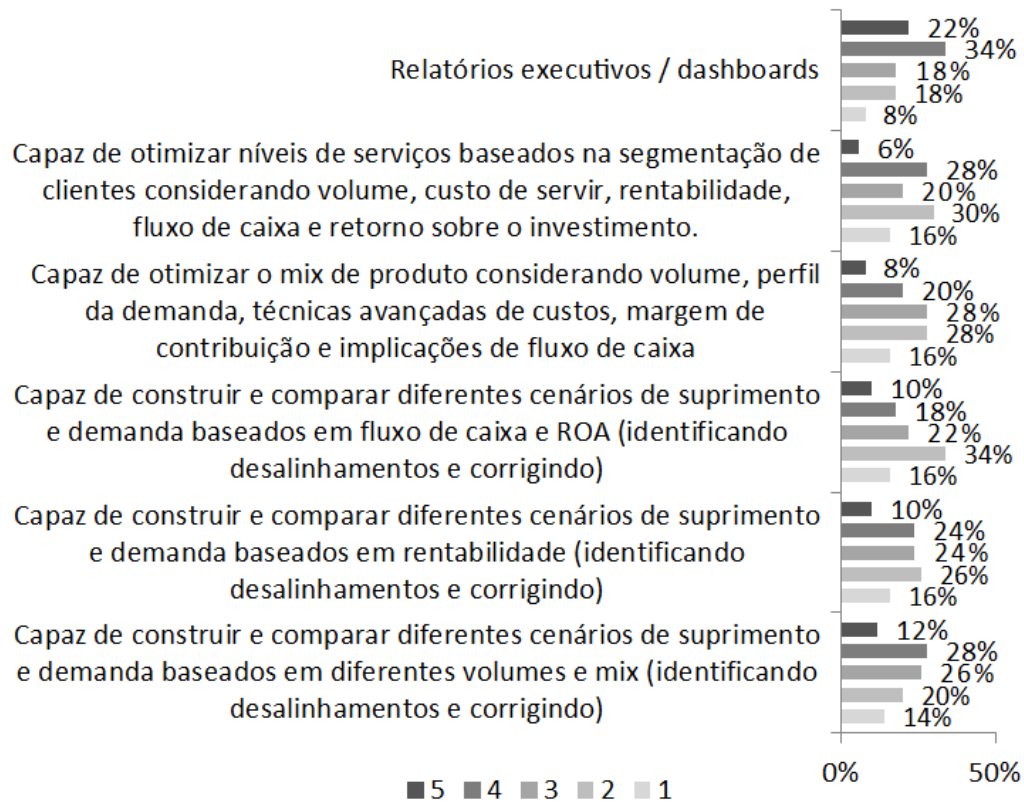 22%
34%
Relatórios executivos / dashboards
18%
18%
8%
Capaz de otimizar níveis de serviços baseados na segmentação de
clientes considerando volume, custo de servir, rentabilidade,
fluxo de caixa e retorno sobre o investimento.
6%
28%
20%
30%
16%
Capaz de otimizar o mix de produto considerando volume, perfil
da demanda, técnicas avançadas de custos, margem de
contribuição e implicações de fluxo de caixa
8%
20%
28%
28%
16%
Capaz de construir e comparar diferentes cenários de suprimento
e demanda baseados em fluxo de caixa e ROA (identificando
desalinhamentos e corrigindo)
10%
18%
22%
34%
16%
Capaz de construir e comparar diferentes cenários de suprimento
e demanda baseados em rentabilidade (identificando
desalinhamentos e corrigindo)
10%
24%
24%
26%
16%
Capaz de construir e comparar diferentes cenários de suprimento
e demanda baseados em diferentes volumes e mix (identificando
desalinhamentos e corrigindo)
12%
28%
26%
20%
14%
0% 50%
5 4 3 2 1